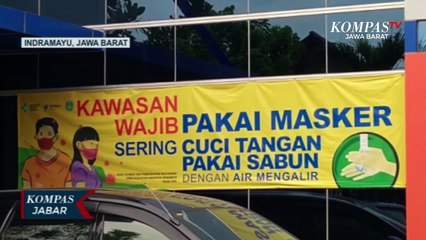 KOMPAS TV
JAWA BARAT
INDRAMAYU, JAWA BARAT
KAWASAN
WAJIB PAKAI MASKER
SERING CUCI TANGAN
PAKAI SABUN
DENGAN AIR MENGALIR
KOMPAS
JABAR